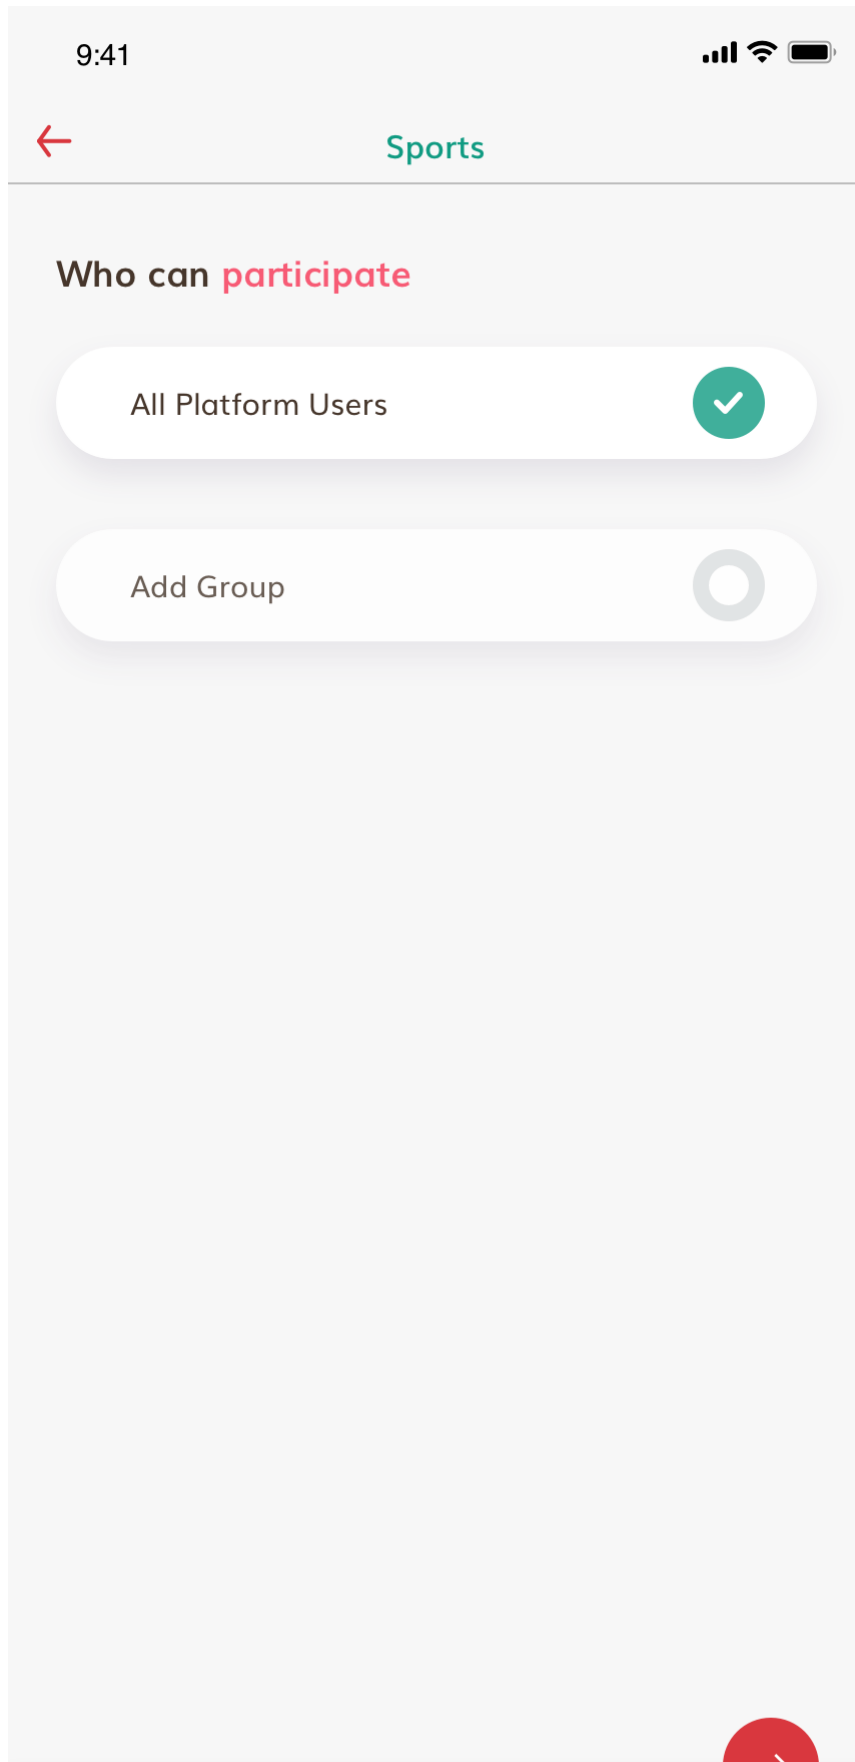 9:41
Sports
Who can participate
All Platform Users
Add Group